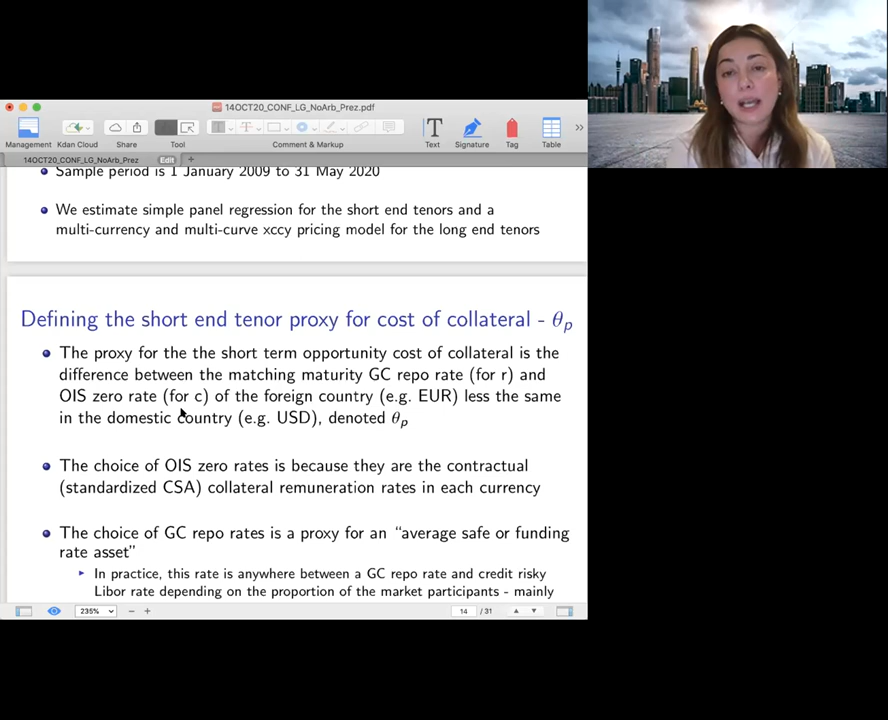 14OCT20_CONF_LG_NoArb_Prez.pdf
Management
Kdan Cloud
Share
Tool
Comment & Markup
Text
Signature
Tag
Table
14OCT20_CONF_LG_NoArb_Prez
Edit
Sample period is 1 January 2009 to 31 May 2020
We estimate simple panel regression for the short end tenors and a
multi-currency and multi-curve xccy pricing model for the long end tenors
Defining the short end tenor proxy for cost of collateral - θp
The proxy for the the short term opportunity cost of collateral is the
difference between the matching maturity GC repo rate (for r) and
OIS zero rate (for c) of the foreign country (e.g. EUR) less the same
in the domestic country (e.g. USD), denoted θp
The choice of OIS zero rates is because they are the contractual
(standardized CSA) collateral remuneration rates in each currency
The choice of GC repo rates is a proxy for an “average safe or funding
rate asset”
In practice, this rate is anywhere between a GC repo rate and credit risky
Libor rate depending on the proportion of the market participants - mainly
235%
14 / 31